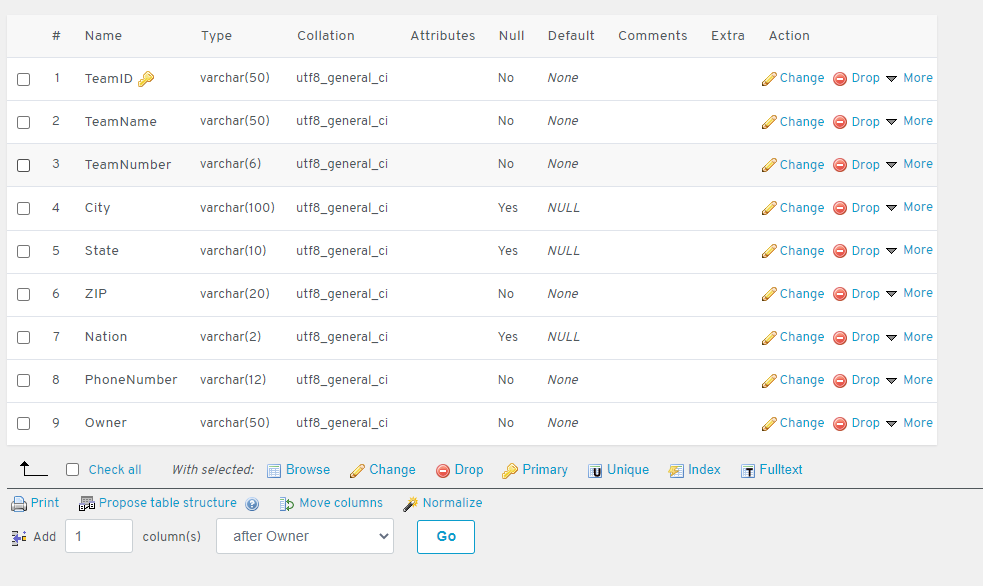 # Name Type Collation Attributes Null Default Comments Extra Action
1 TeamID varchar(50) utf8_general_ci No None Change Drop More
2 TeamName varchar(50) utf8_general_ci No None Change Drop More
3 TeamNumber varchar(6) utf8_general_ci No None Change Drop More
4 City varchar(100) utf8_general_ci Yes NULL Change Drop More
5 State varchar(10) utf8_general_ci Yes NULL Change Drop More
6 ZIP varchar(20) utf8_general_ci No None Change Drop More
7 Nation varchar(2) utf8_general_ci Yes NULL Change Drop More
8 PhoneNumber varchar(12) utf8_general_ci No None Change Drop More
9 Owner varchar(50) utf8_general_ci No None Change Drop More
Check all With selected: Browse Change Drop Primary U Unique Index T Fulltext
Print Propose table structure ? Move columns Normalize
Add 1 column(s) after Owner Go